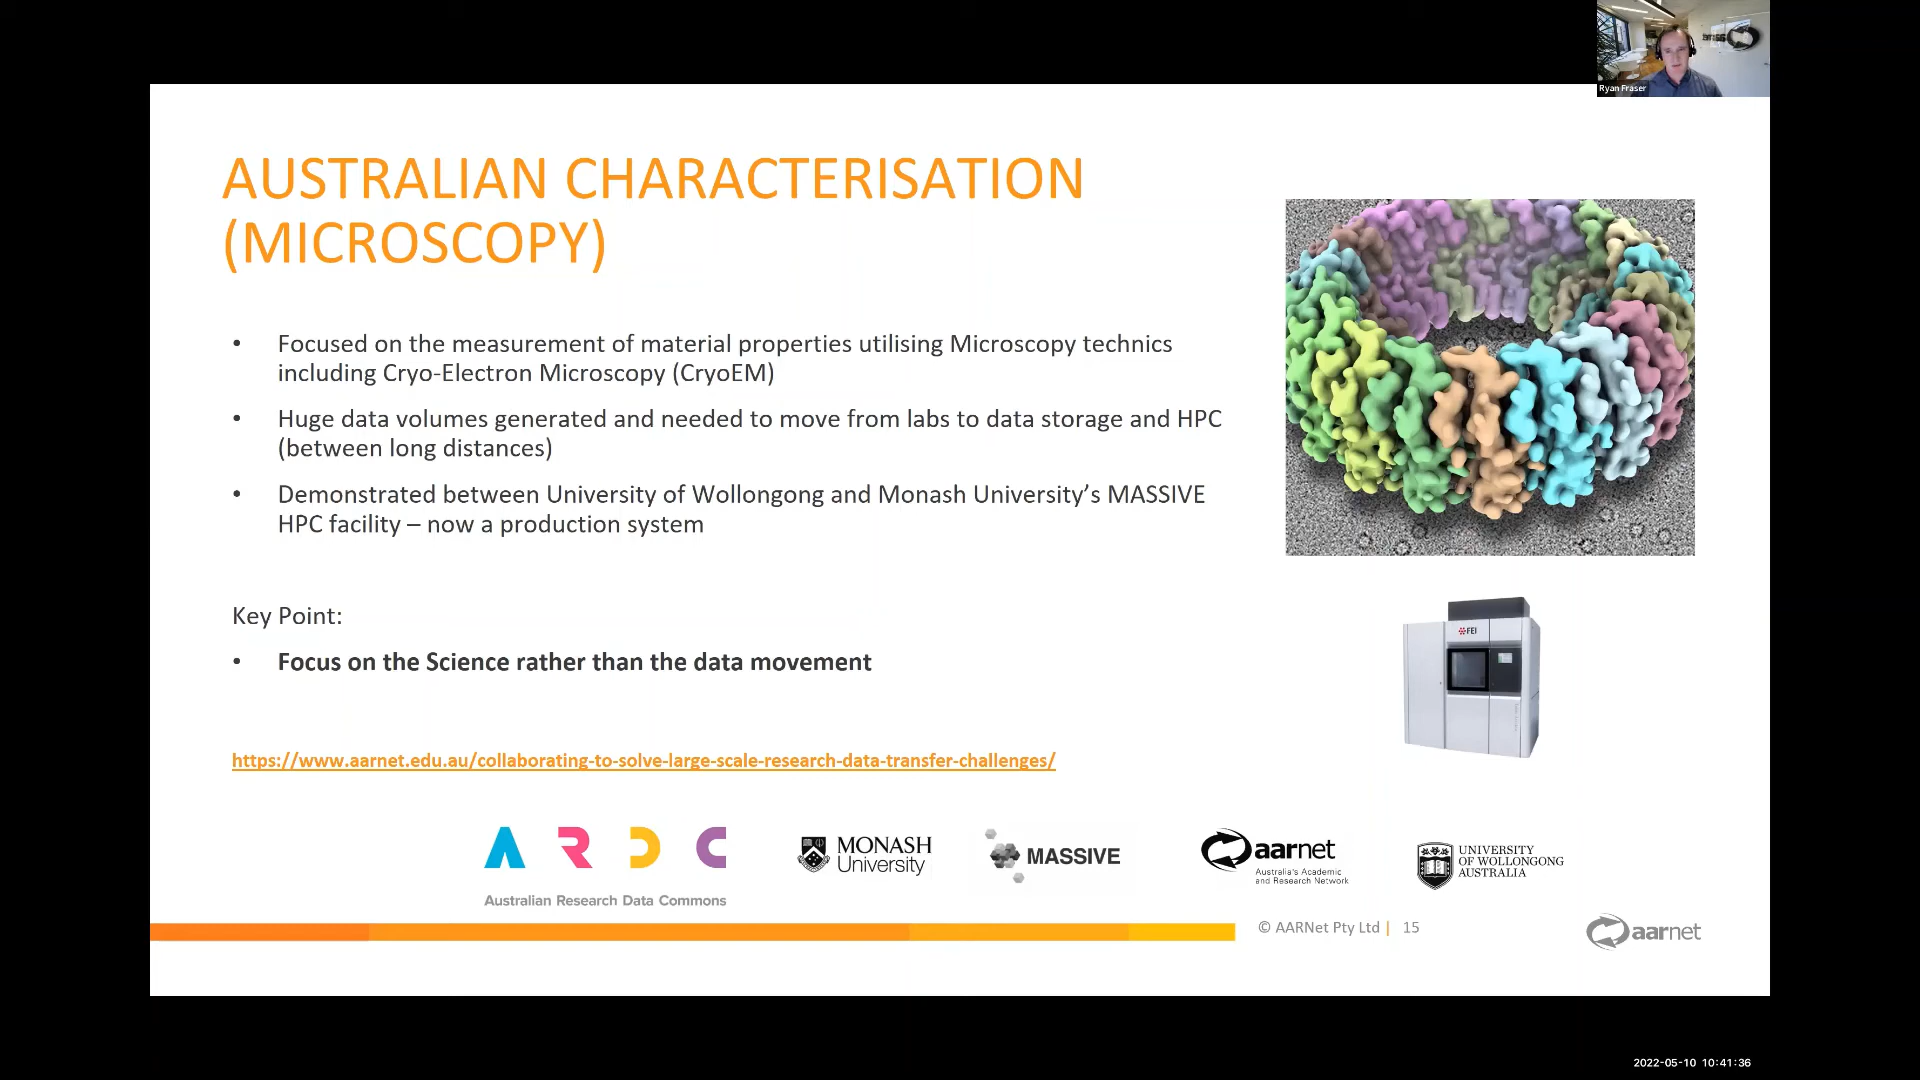 Ryan Fraser
AUSTRALIAN CHARACTERISATION
(MICROSCOPY)
• Focused on the measurement of material properties utilising Microscopy technics
including Cryo-Electron Microscopy (CryoEM)
• Huge data volumes generated and needed to move from labs to data storage and HPC
(between long distances)
• Demonstrated between University of Wollongong and Monash University’s MASSIVE
HPC facility – now a production system
Key Point:
• Focus on the Science rather than the data movement
FEI
https://www.aarnet.edu.au/collaborating-to-solve-large-scale-research-data-transfer-challenges/
ARDC
Australian Research Data Commons
MONASH
University
MASSIVE
aarnet
Australia's Academic
and Research Network
UNIVERSITY
OF WOLLONGONG
AUSTRALIA
© AARNet Pty Ltd | 15
aarnet
2022-05-10 10:41:36